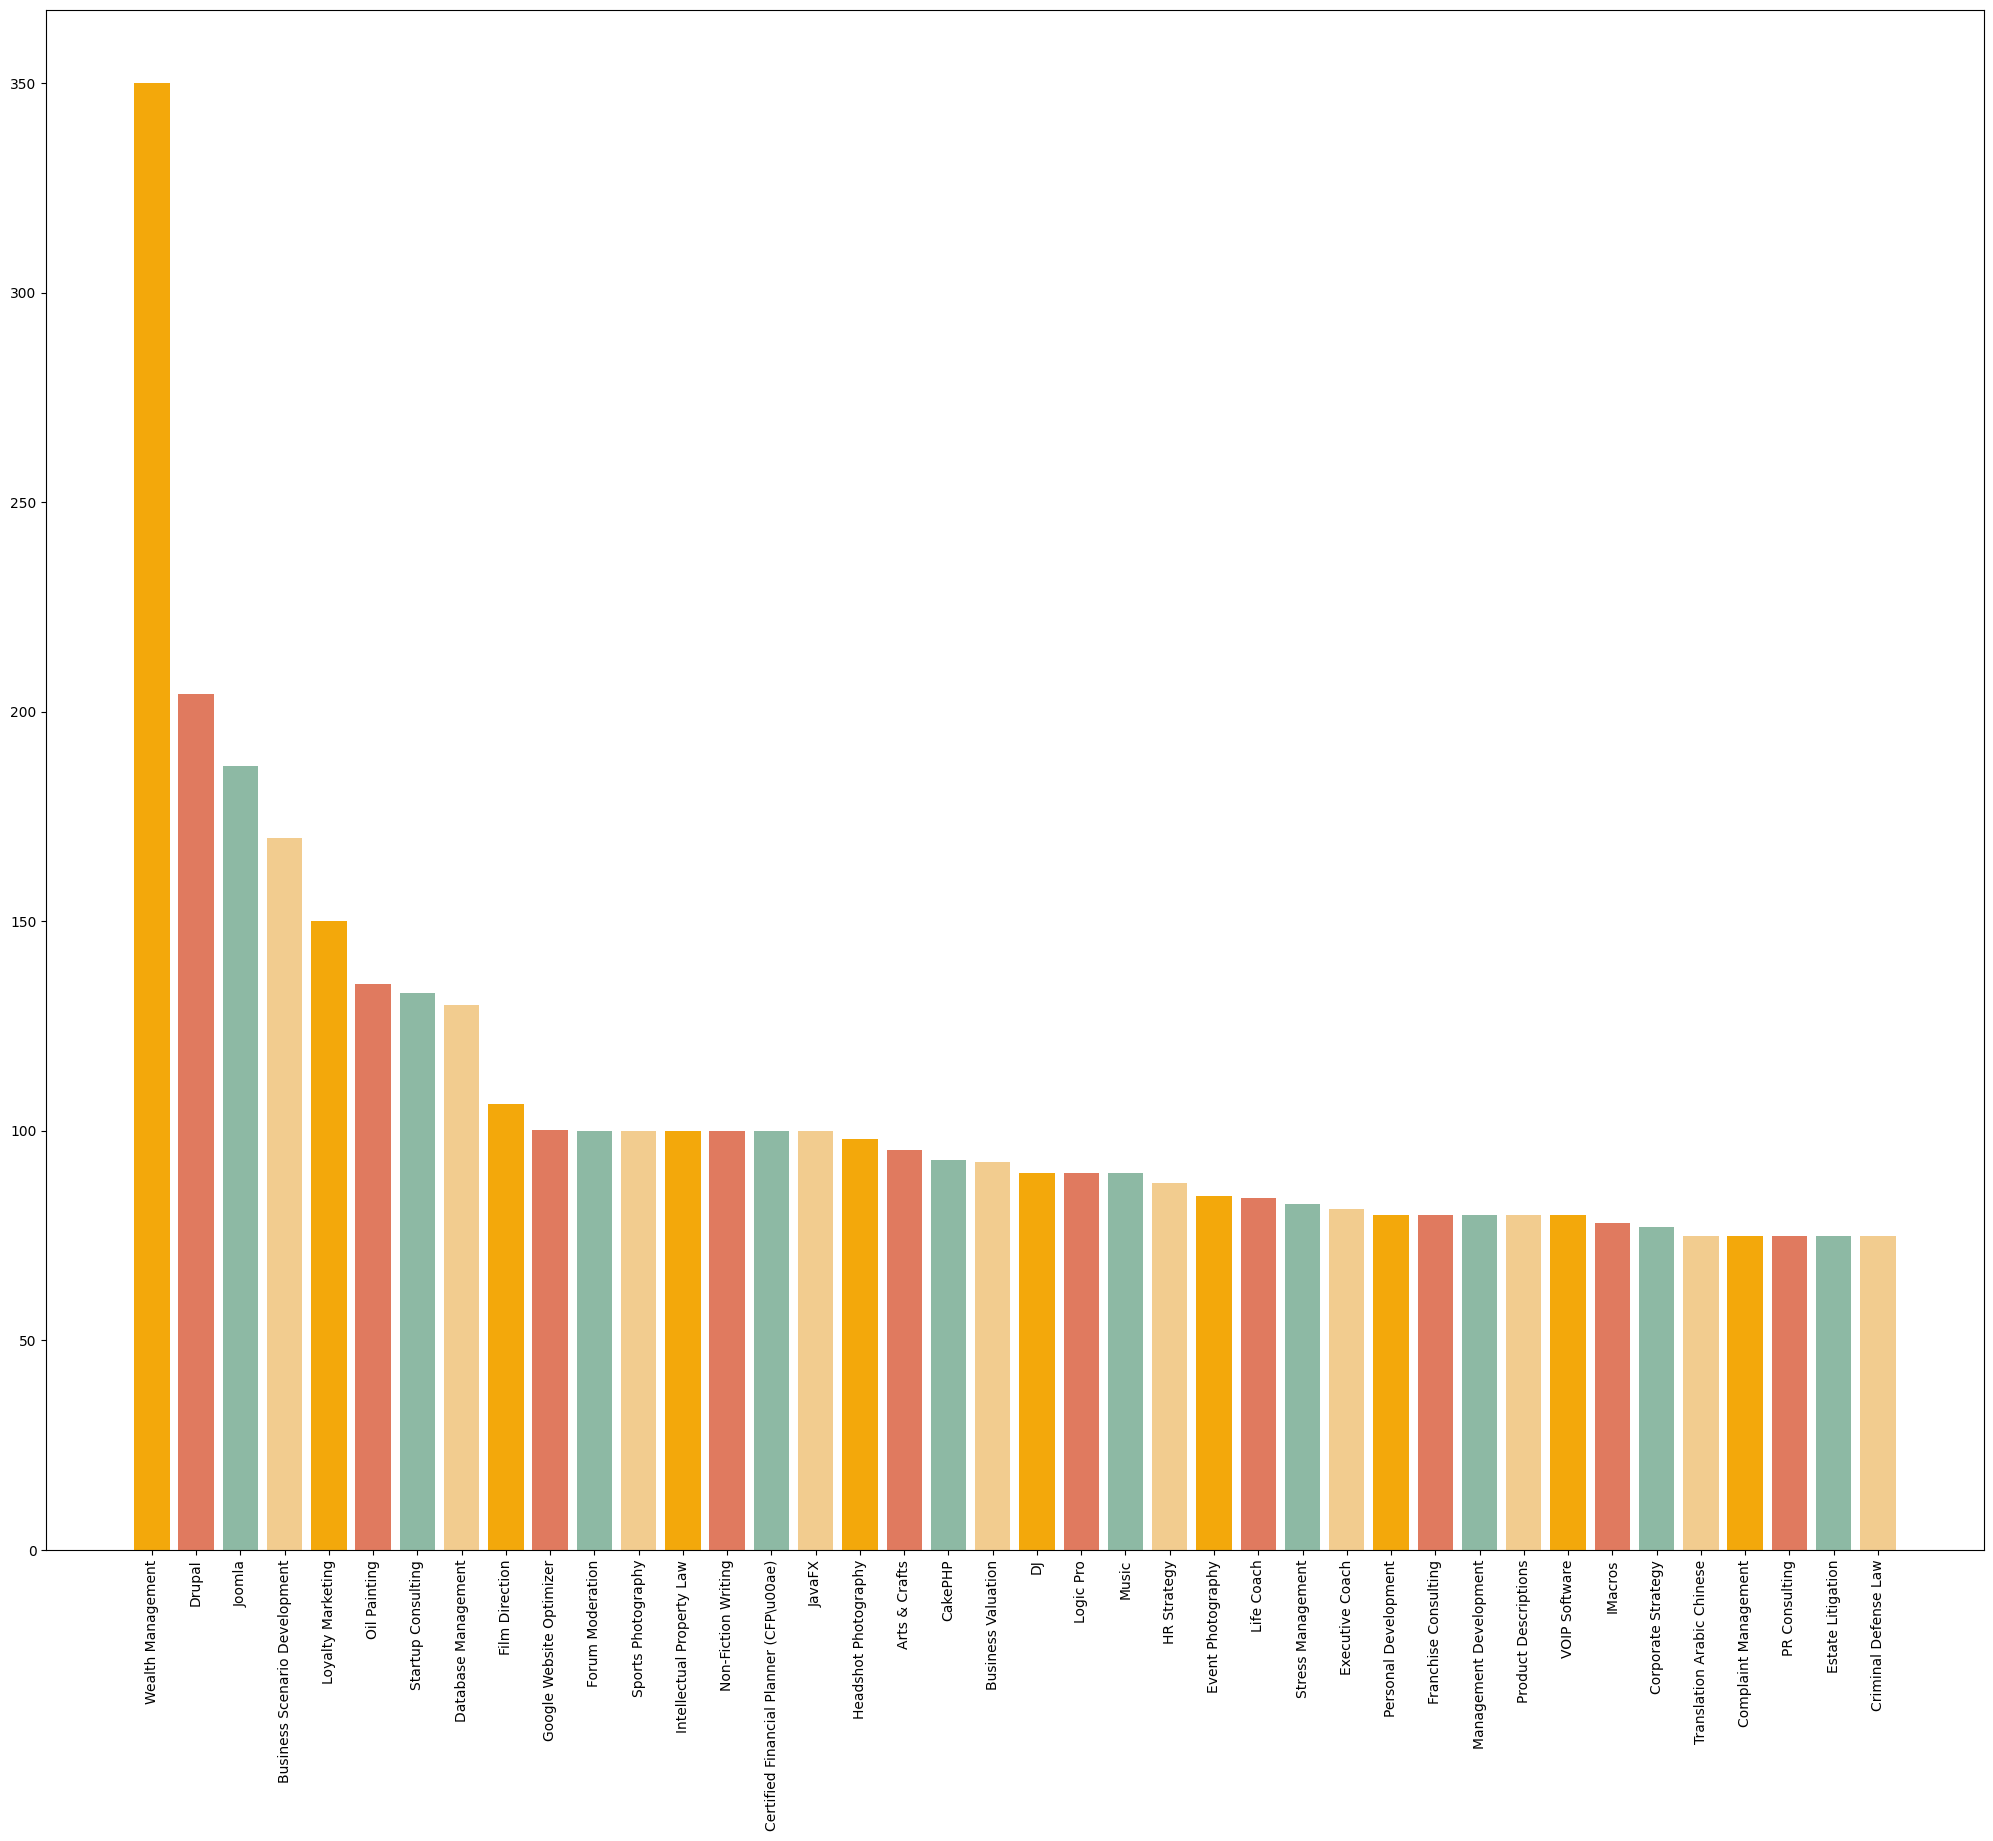 350
300
250
200
150
100
50
0
Wealth Management
Drupal
Joomla
Business Scenario Development
Loyalty Marketing
Oil Painting
Startup Consulting
Database Management
Film Direction
Google Website Optimizer
Forum Moderation
Sports Photography
Intellectual Property Law
Non-Fiction Writing
Certified Financial Planner (CFP\u00ae)
JavaFX
Headshot Photography
Arts & Crafts
CakePHP
Business Valuation
DJ
Logic Pro
Music
HR Strategy
Event Photography
Life Coach
Stress Management
Executive Coach
Personal Development
Franchise Consulting
Management Development
Product Descriptions
VOIP Software
IMacros
Corporate Strategy
Translation Arabic Chinese
Complaint Management
PR Consulting
Estate Litigation
Criminal Defense Law